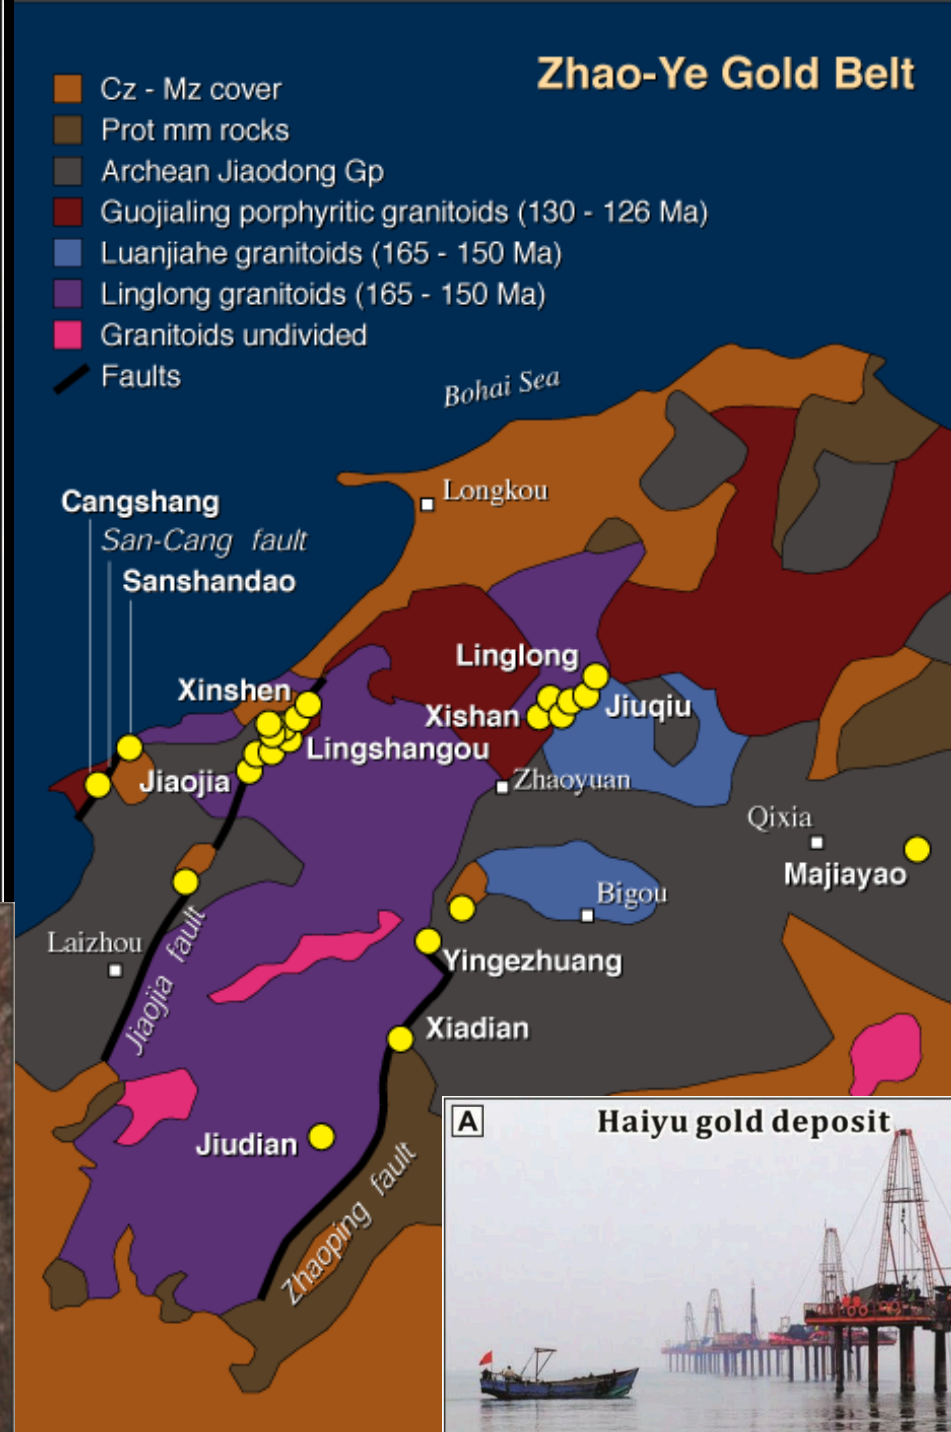 Zhao-Ye Gold Belt
Cz - Mz cover
Prot mm rocks
Archean Jiaodong Gp
Guojialing porphyritic granitoids (130 - 126 Ma)
Luanjiahe granitoids (165 - 150 Ma)
Linglong granitoids (165 - 150 Ma)
Granitoids undivided
Faults
Bohai Sea
Longkou
Cangshang
San-Cang fault
Sanshandao
Linglong
Xinshen
Xishan
Jiuqiu
Lingshangou
Jiaojia
Zhaoyuan
Qixia
Majiayao
Bigou
Laizhou
Jiaojia fault
Yingezhuang
Xiadian
Jiudian
Zhaoping fault
A
Haiyu gold deposit